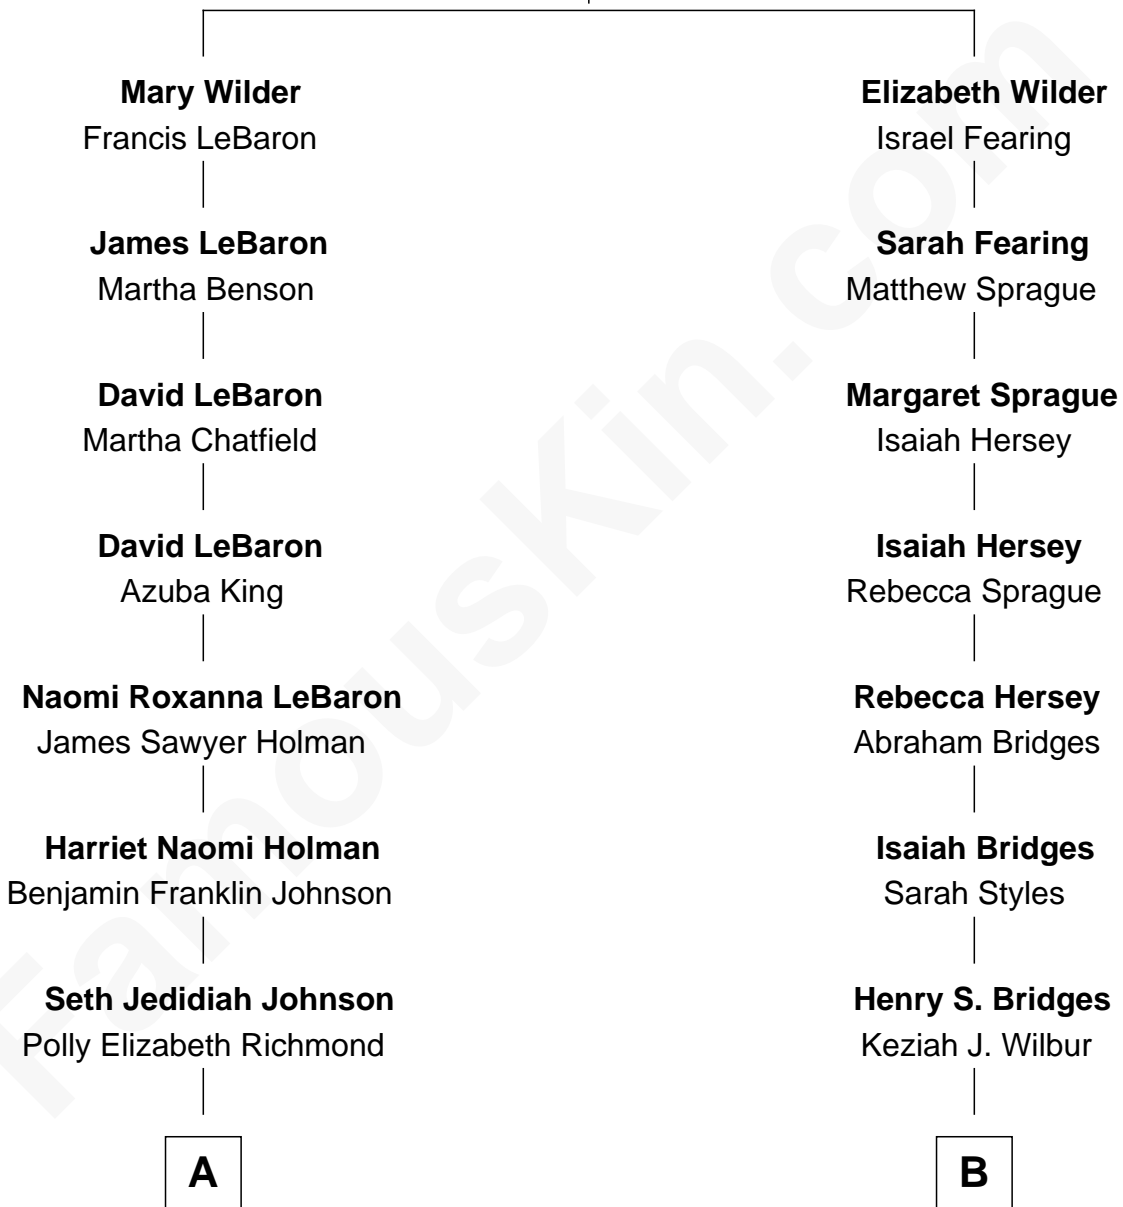 Mary Wilder
Francis LeBaron
Elizabeth Wilder
Israel Fearing
James LeBaron
Martha Benson
Sarah Fearing
Matthew Sprague
David LeBaron
Martha Chatfield
Margaret Sprague
Isaiah Hersey
David LeBaron
Azuba King
Isaiah Hersey
Rebecca Sprague
Naomi Roxanna LeBaron
James Sawyer Holman
Rebecca Hersey
Abraham Bridges
Harriet Naomi Holman
Benjamin Franklin Johnson
Isaiah Bridges
Sarah Styles
Seth Jedidiah Johnson
Polly Elizabeth Richmond
Henry S. Bridges
Keziah J. Wilbur
A
B
FamousKin.com